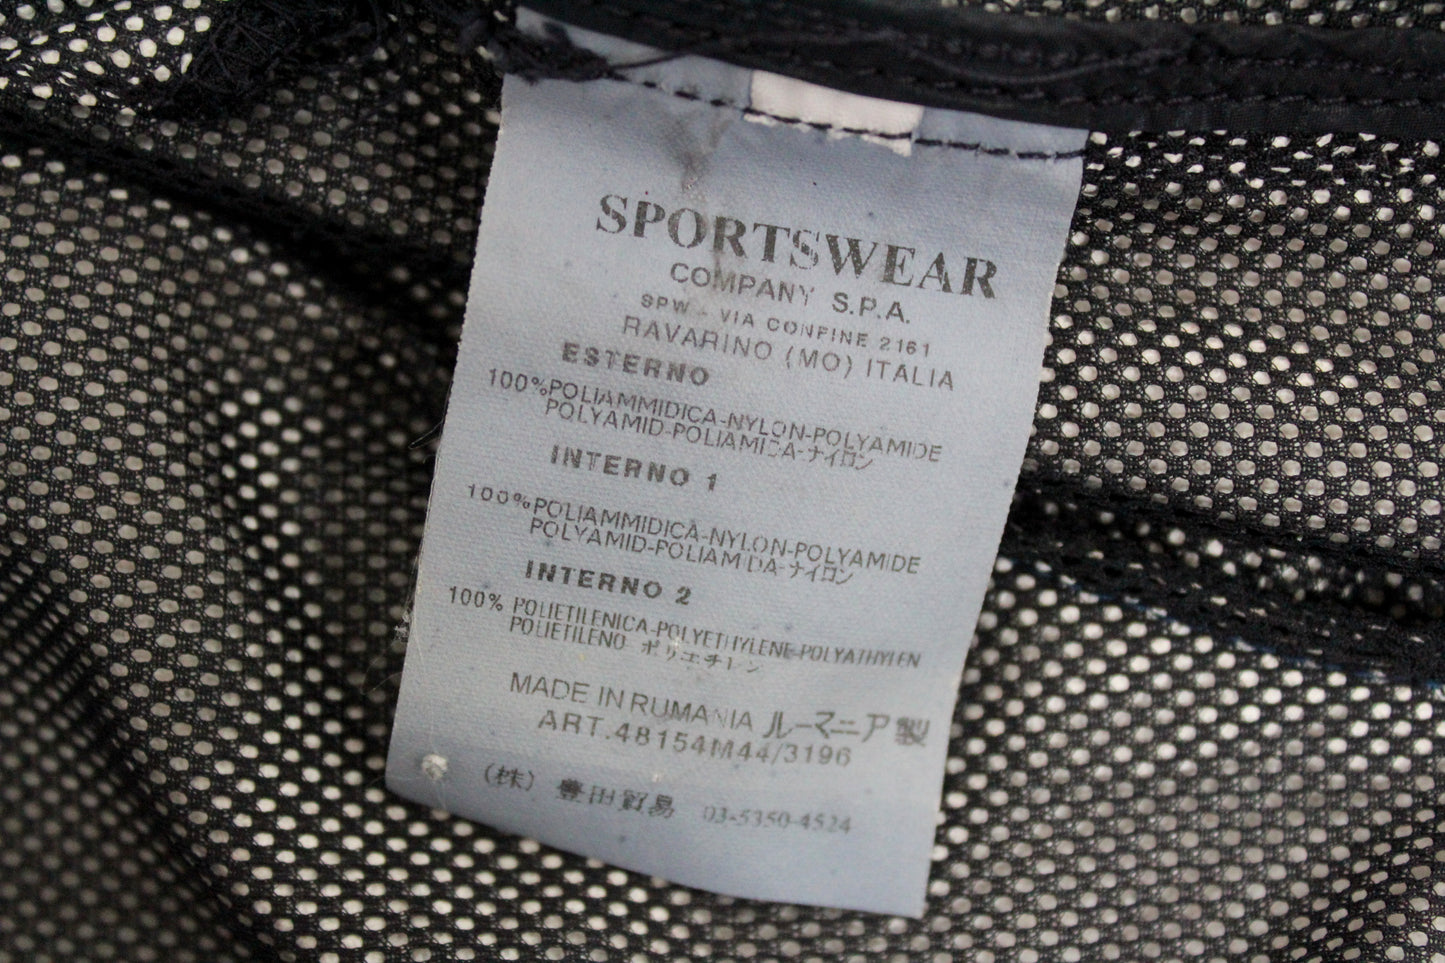 SPORTSWEAR
COMPANY S.P.A.
SPW - VIA CONFINE 2161
RAVARINO (MO) ITALIA
ESTERNO
100%POLIAMMIDICA-NYLON-POLYAMIDE
POLYAMID-POLIAMIDA-ナイロン
INTERNO 1
100%POLIAMMIDICA-NYLON-POLYAMIDE
POLYAMID-POLIAMIDA-ナイロン
INTERNO 2
100% POLIETILENICA-POLYETHYLENE-POLYATHYLEN
POLIETILENO ポリエチレン
MADE IN RUMANIA ルーマニア製
ART.48154M44/3196
(株) 豊田貿易 03-5350-4524